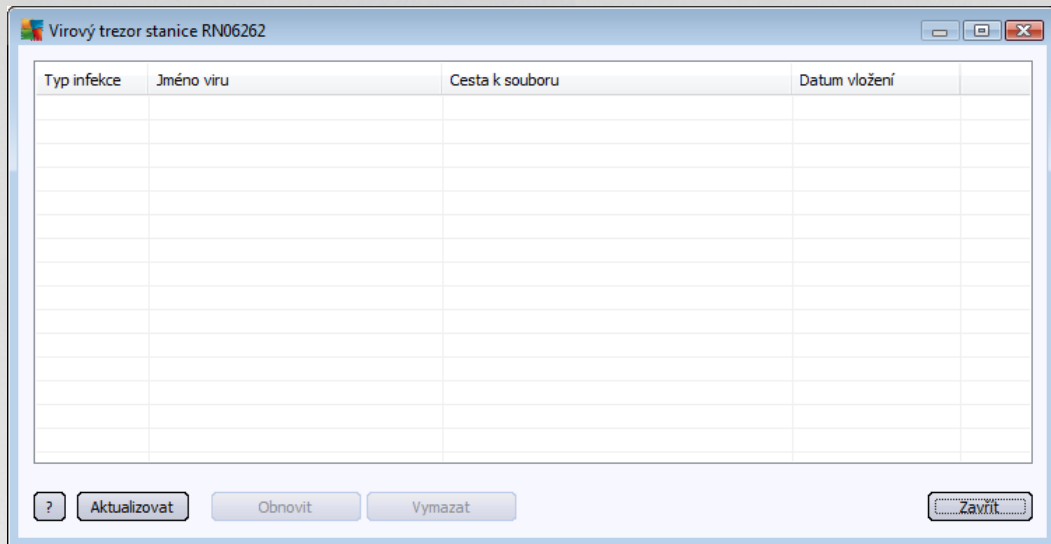 Virový trezor stanice RN06262
Typ infekce Jméno viru Cesta k souboru Datum vložení
? Aktualizovat Obnovit Vymazat Zavřít